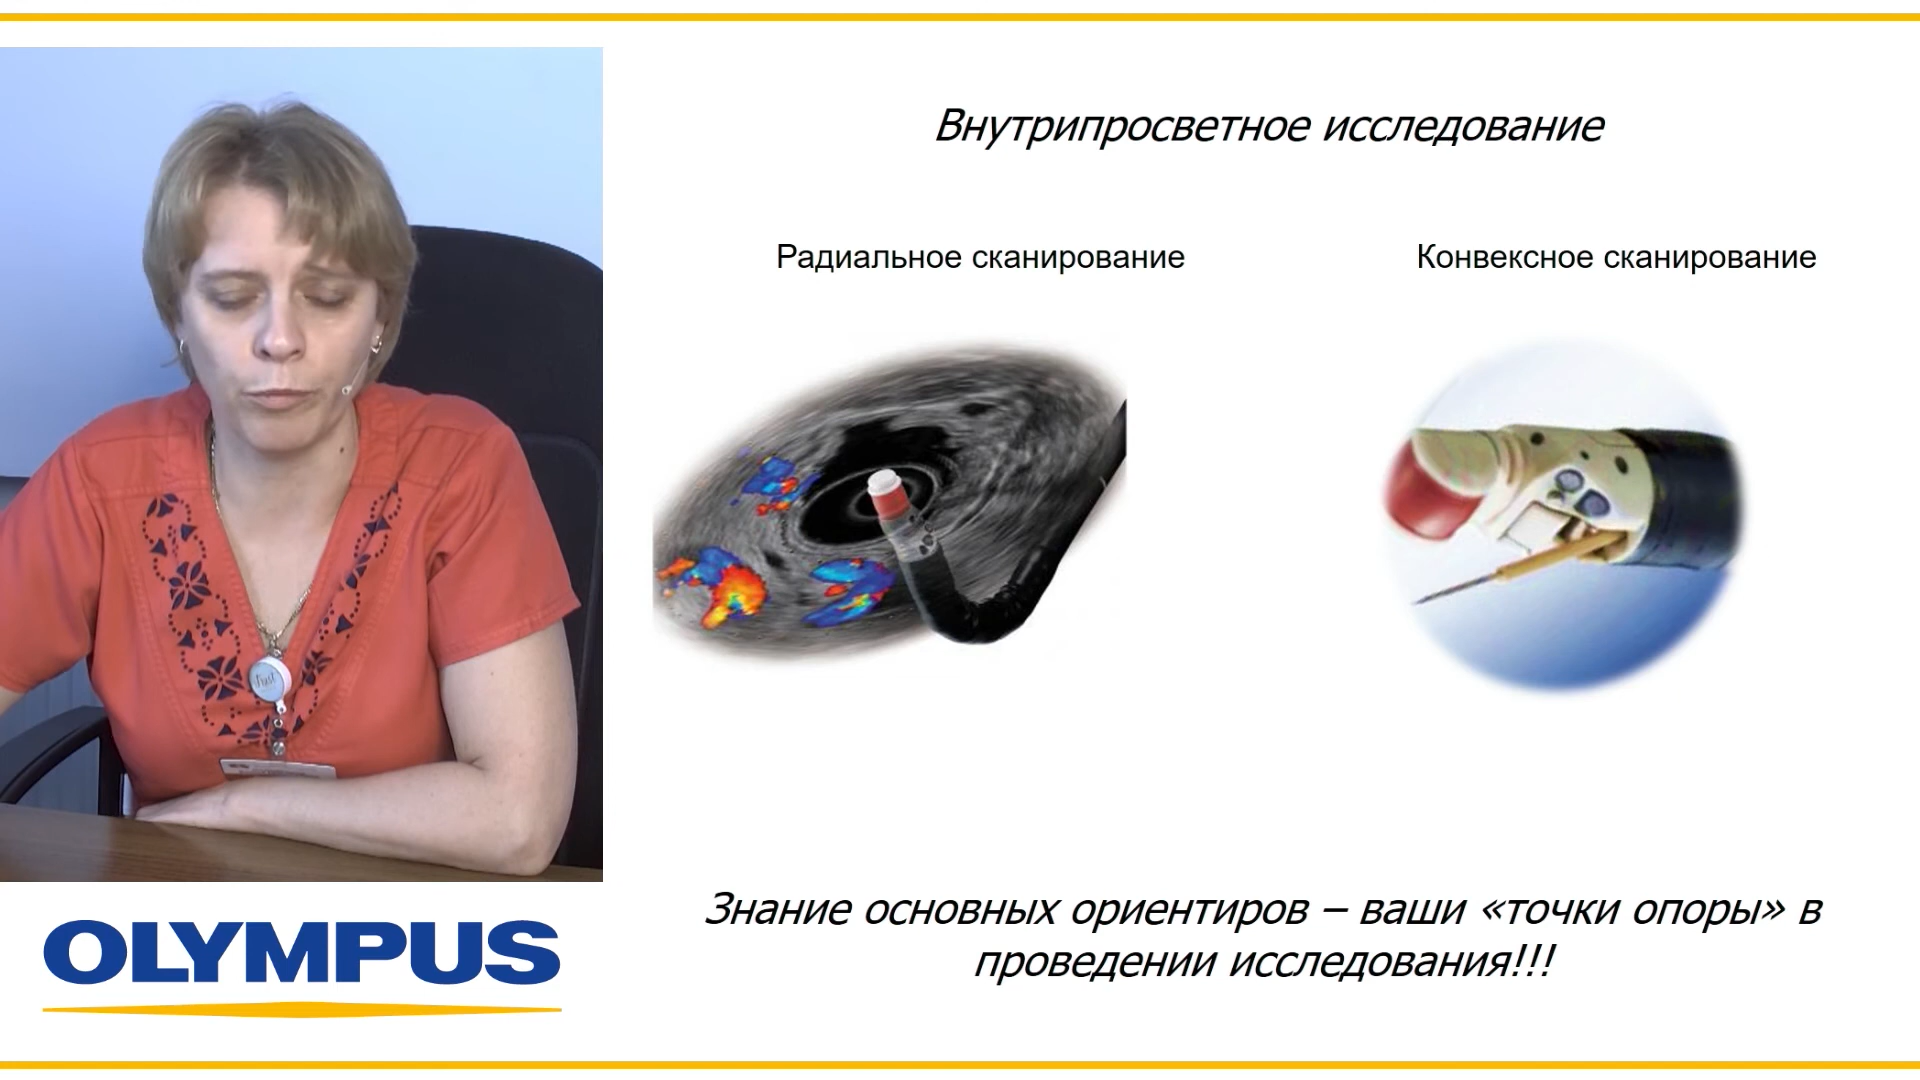 Внутрипросветное исследование
Радиальное сканирование
Конвексное сканирование
Знание основных ориентиров – ваши «точки опоры» в
проведении исследования!!!
OLYMPUS